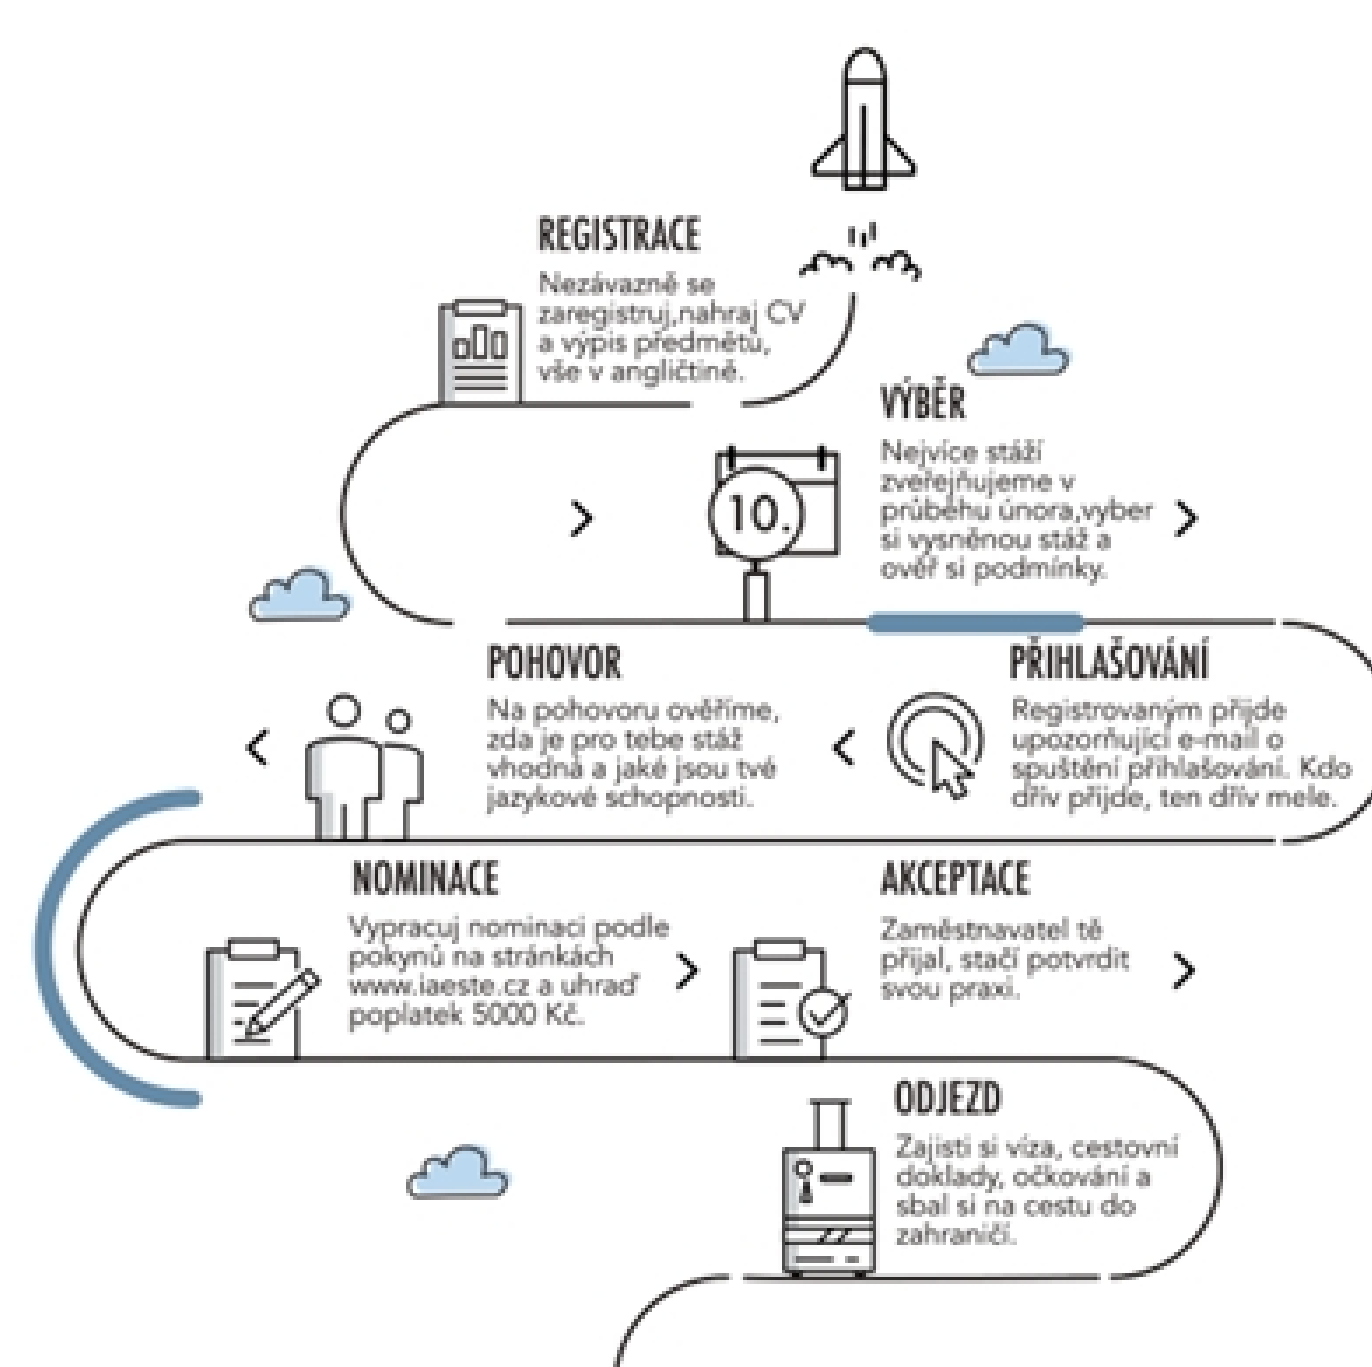 REGISTRACE
Nezávazně se
zaregistruj,nahraj CV
a výpis předmětů,
vše v angličtině.
VÝBĚR
Nejvíce stáží
zveřejňujeme v
průběhu února,vyber
si vysněnou stáž a
ověř si podmínky.
10.
PŘIHLAŠOVÁNÍ
Registrovaným přijde
upozorňující e-mail o
spuštění přihlašování. Kdo
dřív přijde, ten dřív mele.
POHOVOR
Na pohovoru ověříme,
zda je pro tebe stáž
vhodná a jaké jsou tvé
jazykové schopnosti.
NOMINACE
Vypracuj nominaci podle
pokynů na stránkách
www.iaeste.cz a uhraď
poplatek 5000 Kč.
AKCEPTACE
Zaměstnavatel tě
přijal, stačí potvrdit
svou praxi.
ODJEZD
Zajisti si víza, cestovní
doklady, očkování a
sbal si na cestu do
zahraničí.